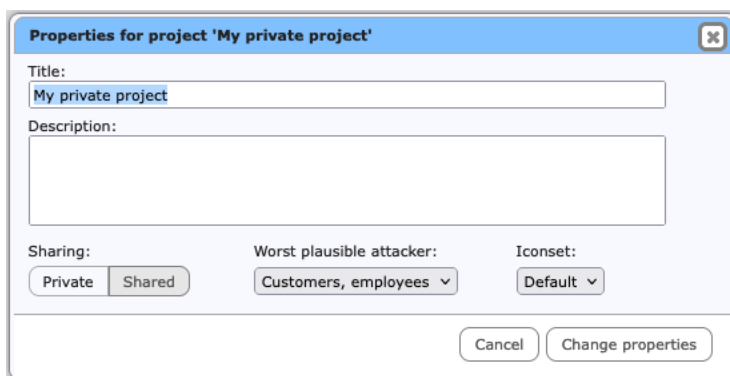 Properties for project 'My private project'
Title:
My private project
Description:
Sharing: Worst plausible attacker: Iconset:
Private Shared Customers, employees Default
Cancel Change properties